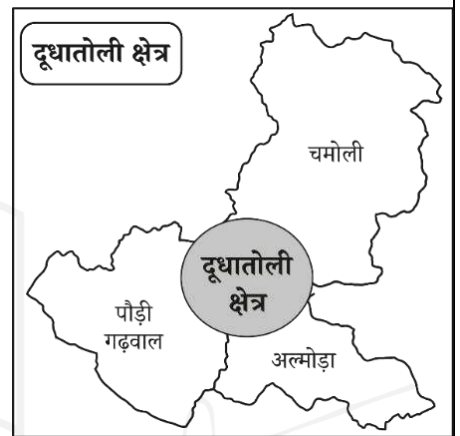 दूधातोली क्षेत्र
चमोली
दूधातोली
क्षेत्र
पौड़ी
गढ़वाल
अल्मोड़ा